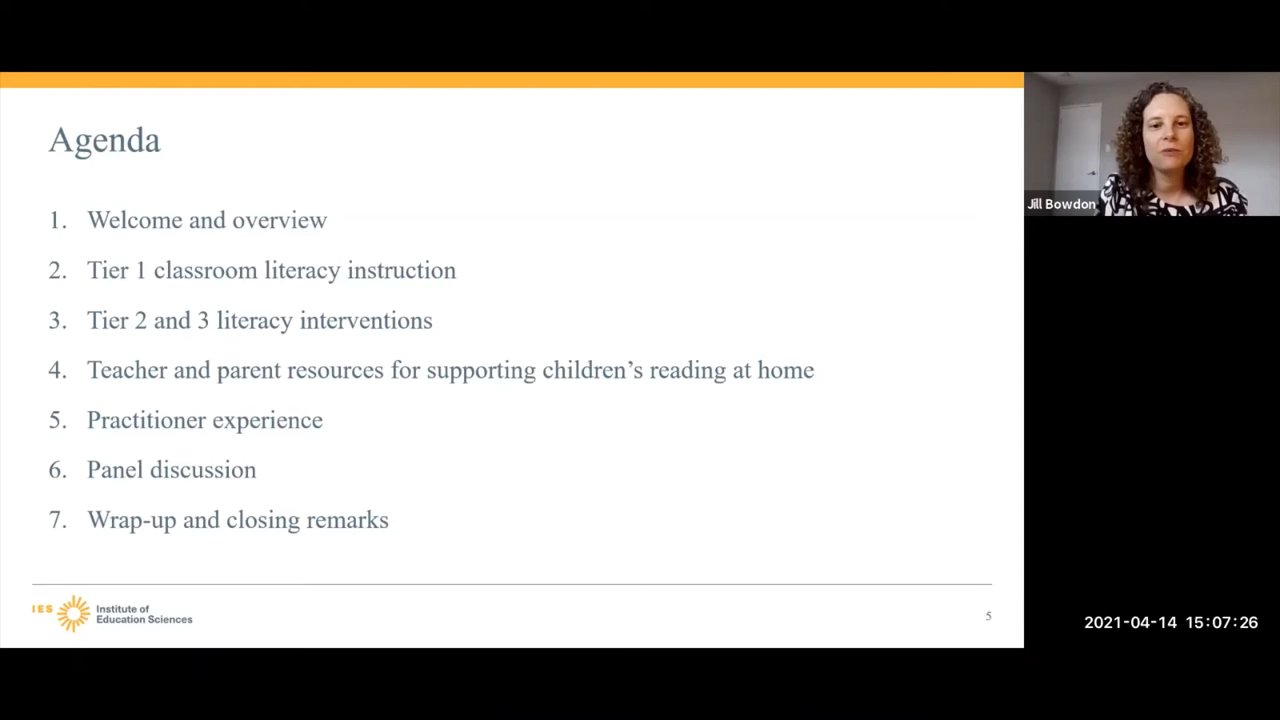 Agenda
1. Welcome and overview
2. Tier 1 classroom literacy instruction
3. Tier 2 and 3 literacy interventions
4. Teacher and parent resources for supporting children’s reading at home
5. Practitioner experience
6. Panel discussion
7. Wrap-up and closing remarks
IES
Institute of
Education Sciences
5
Jill Bowdon
2021-04-14 15:07:26